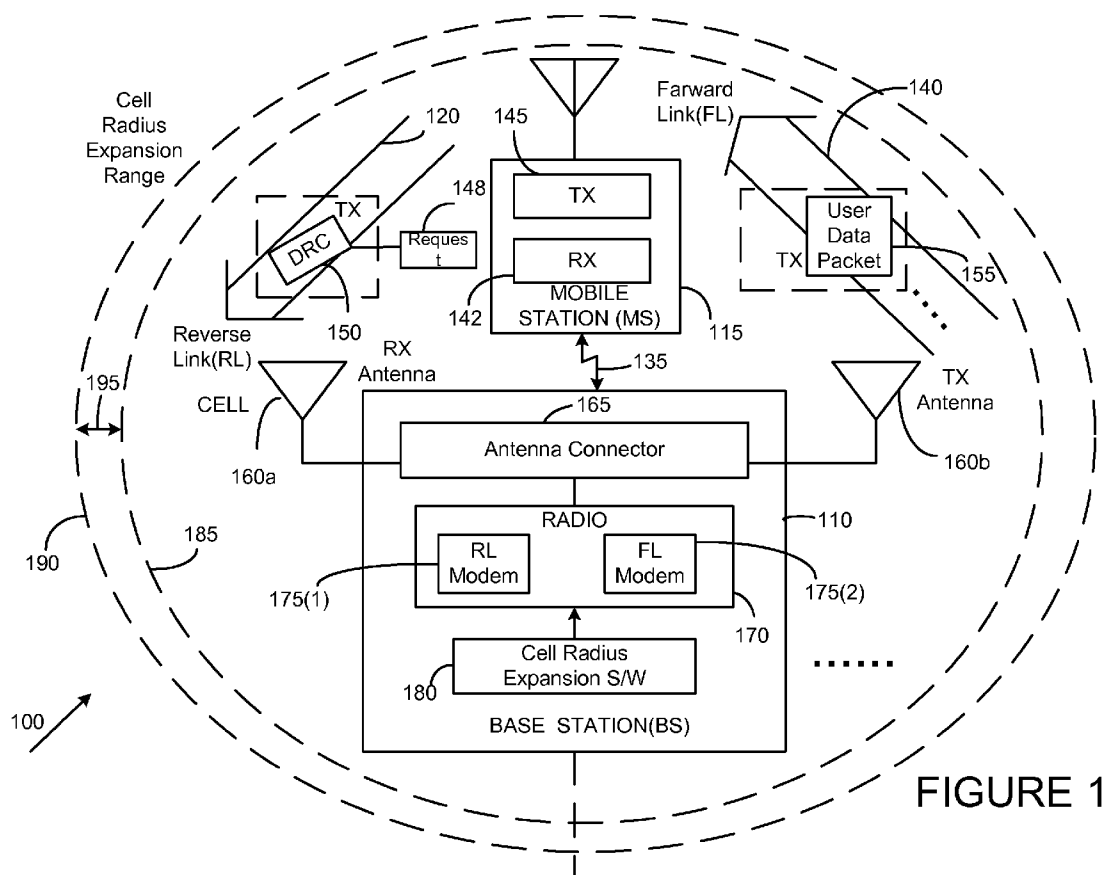 Cell
Radius
Expansion
Range
120
145
Farward
Link(FL)
140
TX
148
TX
DRC
Reques
t
RX
User
Data
Packet
TX
155
142
MOBILE
STATION (MS)
150
115
Reverse
Link(RL)
RX
Antenna
135
TX
Antenna
195
CELL
165
Antenna Connector
160a
160b
RADIO
110
190
185
RL
Modem
FL
Modem
175(1)
175(2)
170
Cell Radius
Expansion S/W
180
100
BASE STATION(BS)
FIGURE 1